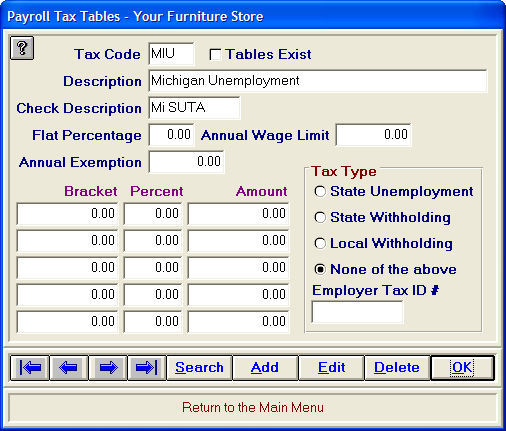 Payroll Tax Tables - Your Furniture Store
?
Tax Code MIU Tables Exist
Description Michigan Unemployment
Check Description Mi SUTA
Flat Percentage 0.00 Annual Wage Limit 0.00
Annual Exemption 0.00
Bracket Percent Amount
0.00 0.00 0.00
0.00 0.00 0.00
0.00 0.00 0.00
0.00 0.00 0.00
0.00 0.00 0.00
Tax Type
State Unemployment
State Withholding
Local Withholding
None of the above
Employer Tax ID #
Search Add Edit Delete OK
Return to the Main Menu